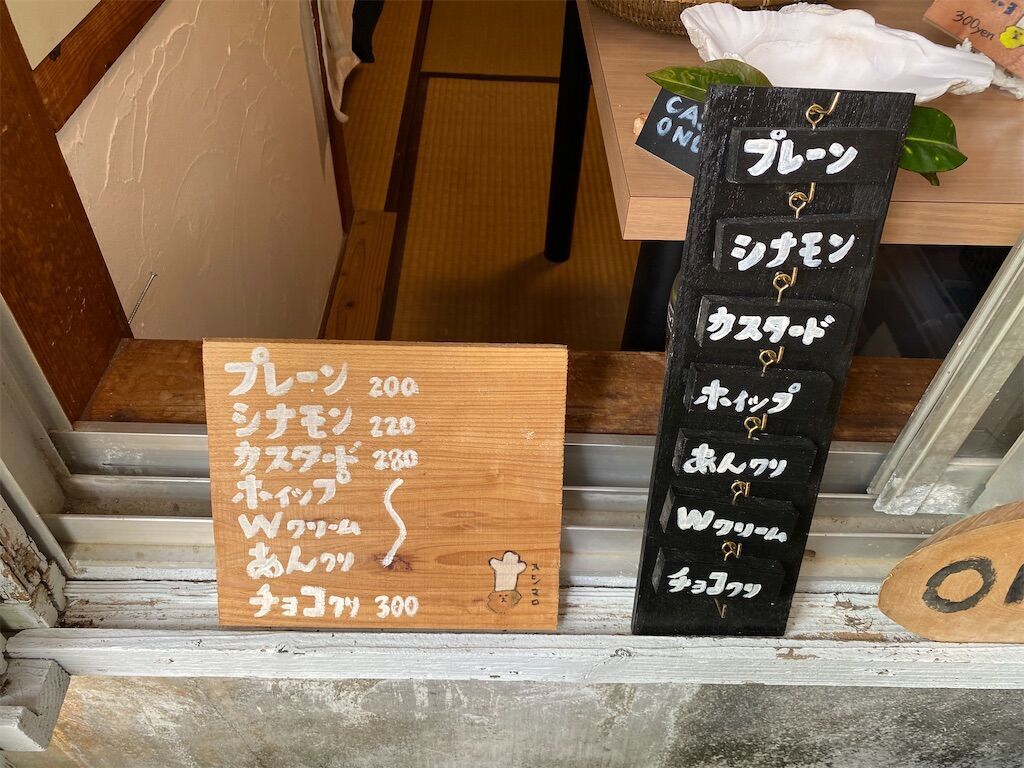 プレーン 200
シナモン 220
カスタード 280
ホイップ 〜
Wクリーム
あんクリ
チョコクリ 300
メンマロ
300yen
CA
ONL
プレーン
シナモン
カスタード
ホイップ
あんクリ
Wクリーム
チョコクリ